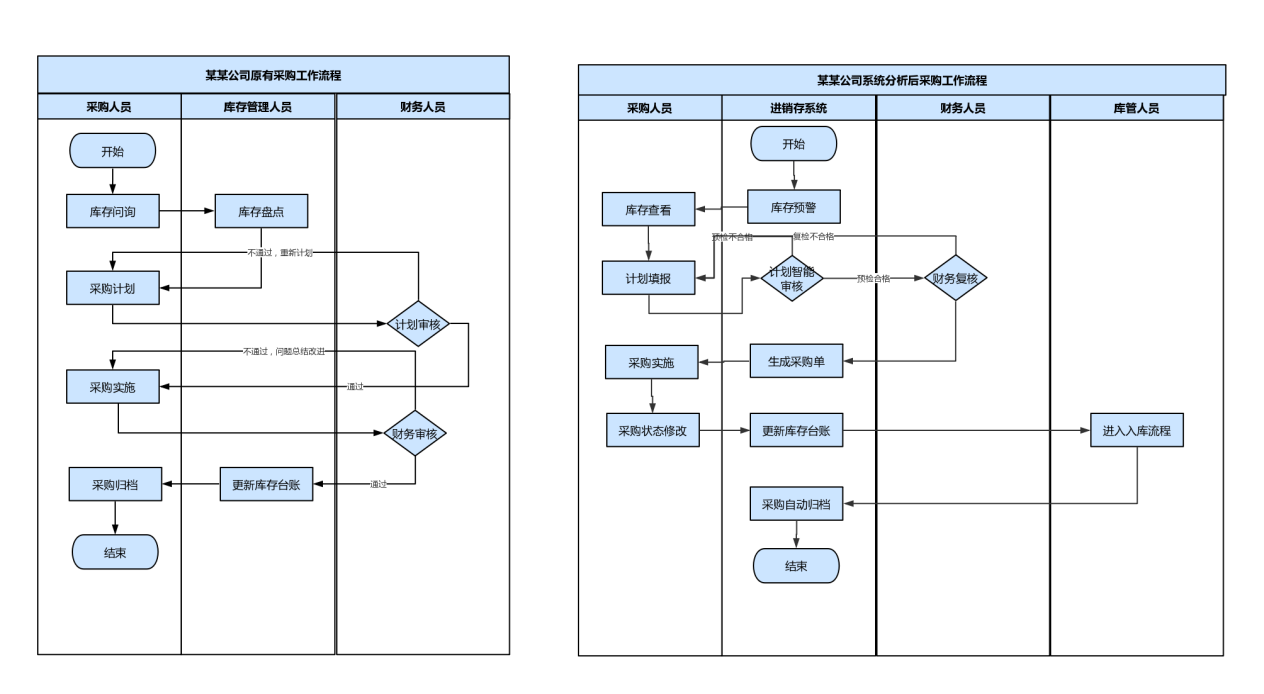 某某公司原有采购工作流程
采购人员
库存管理人员
财务人员
开始
库存问询
库存盘点
不通过，重新计划
采购计划
计划审核
不通过，问题总结改进
采购实施
通过
财务审核
采购归档
更新库存台账
通过
结束
某某公司系统分析后采购工作流程
采购人员
进销存系统
财务人员
库管人员
开始
库存查看
库存预警
预检不合格
复检不合格
计划填报
计划智能
审核
预检合格
财务复核
采购实施
生成采购单
采购状态修改
更新库存台账
进入入库流程
采购自动归档
结束